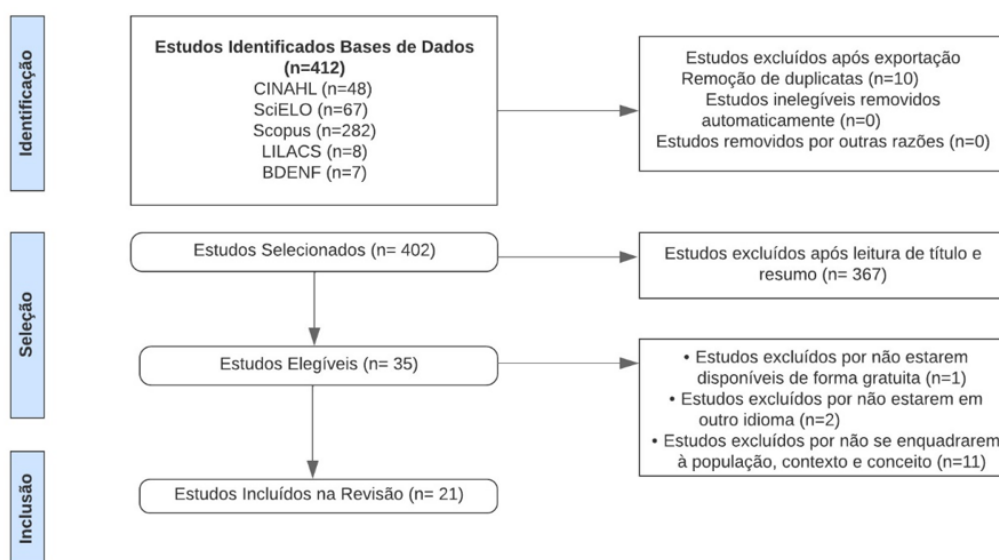 Identificação
Estudos Identificados Bases de Dados
(n=412)
CINAHL (n=48)
SciELO (n=67)
Scopus (n=282)
LILACS (n=8)
BDENF (n=7)
Estudos excluídos após exportação
Remoção de duplicatas (n=10)
Estudos inelegíveis removidos
automaticamente (n=0)
Estudos removidos por outras razões (n=0)
Seleção
Estudos Selecionados (n= 402)
Estudos excluídos após leitura de título e
resumo (n= 367)
Estudos Elegíveis (n= 35)
• Estudos excluídos por não estarem
disponíveis de forma gratuita (n=1)
• Estudos excluídos por não estarem em
outro idioma (n=2)
• Estudos excluídos por não se enquadrarem
à população, contexto e conceito (n=11)
Inclusão
Estudos Incluídos na Revisão (n= 21)